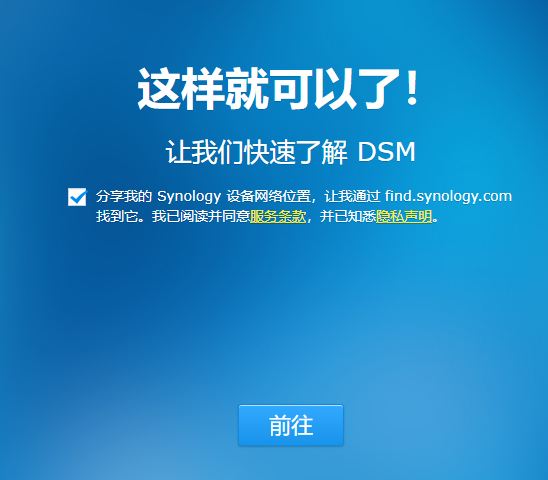 这样就可以了！
让我们快速了解 DSM
分享我的 Synology 设备网络位置，让我通过 find.synology.com
找到它。我已阅读并同意服务条款，并已知悉隐私声明。
前往